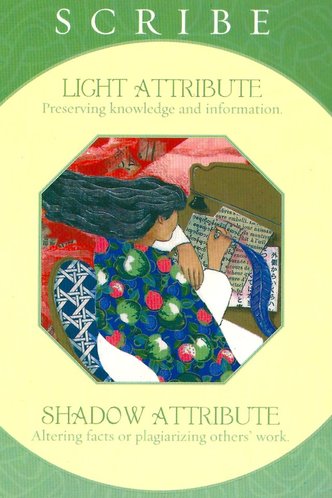 SCRIBE
LIGHT ATTRIBUTE
Preserving knowledge and information.
SHADOW ATTRIBUTE
Altering facts or plagiarizing others' work.